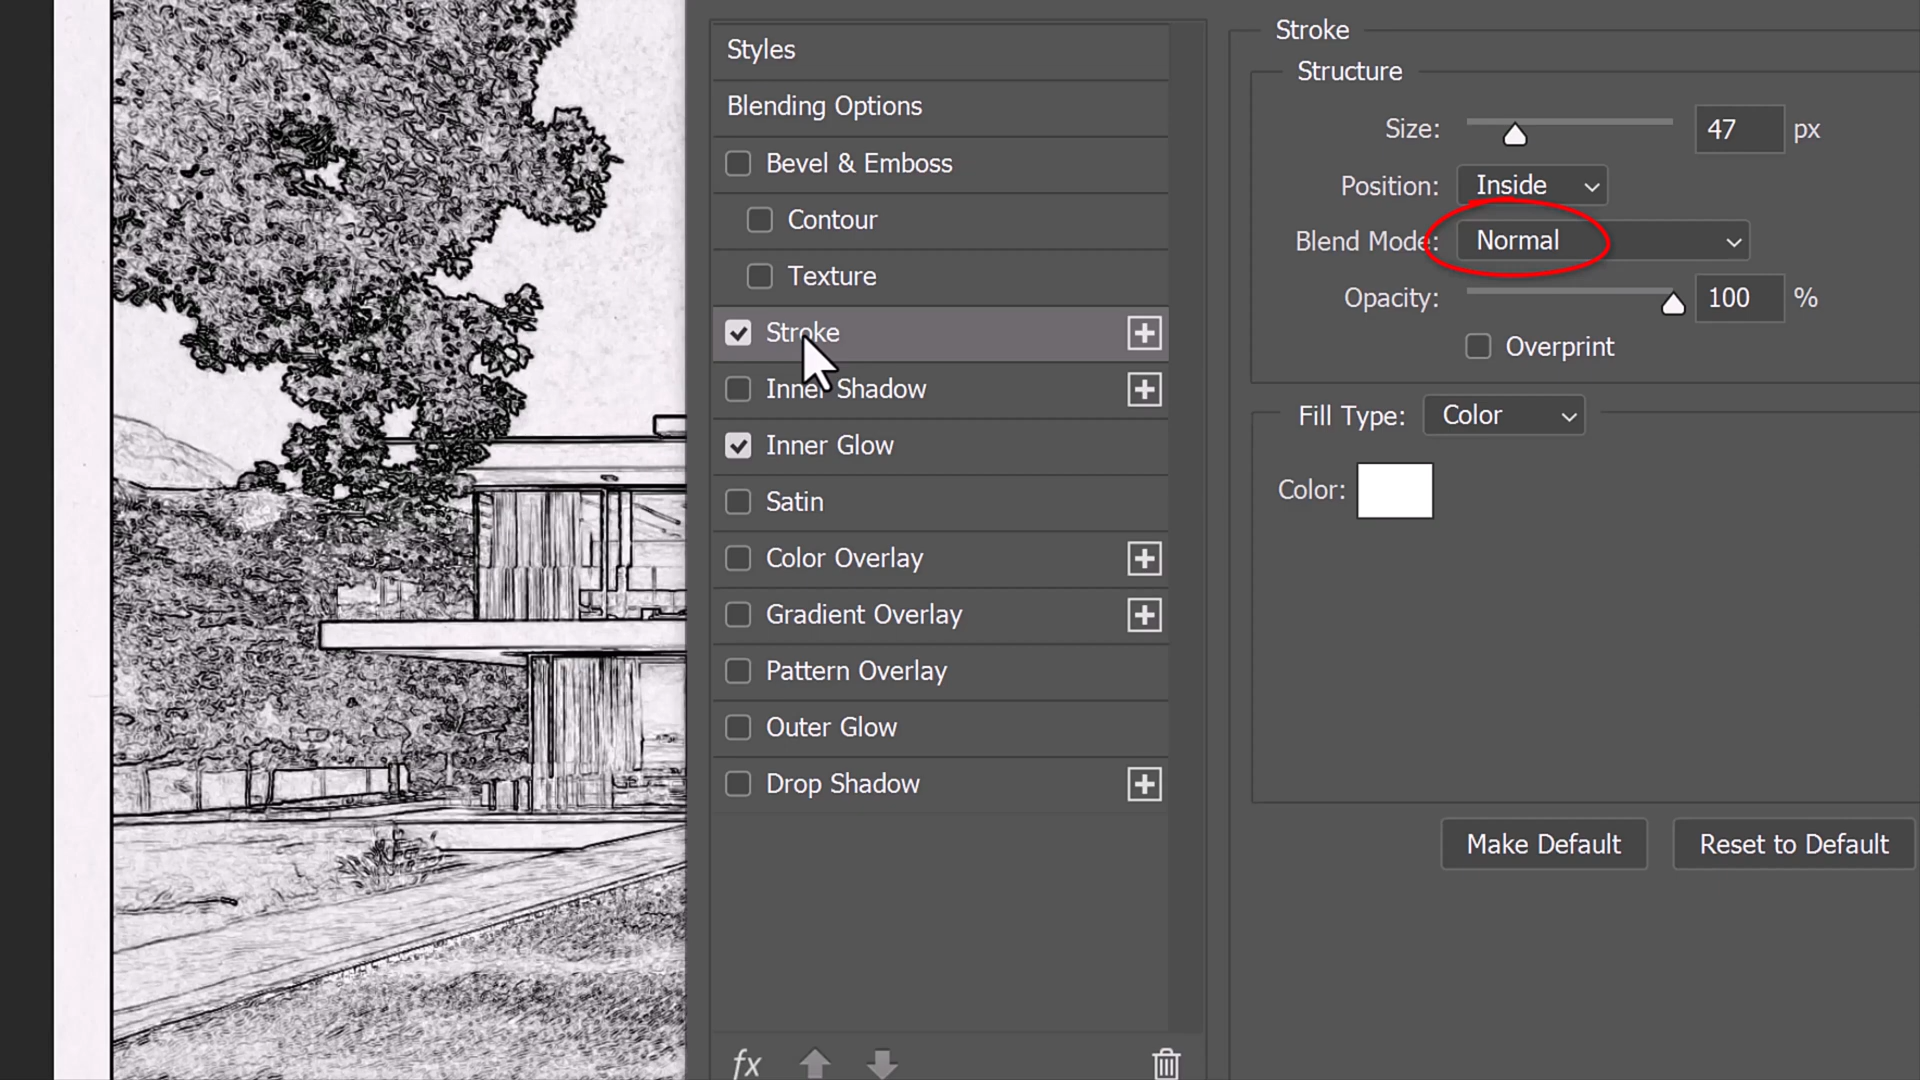 Styles
Blending Options
Bevel & Emboss
Contour
Texture
Stroke
Inner Shadow
Inner Glow
Satin
Color Overlay
Gradient Overlay
Pattern Overlay
Outer Glow
Drop Shadow
fx
Stroke
Structure
Size: 47 px
Position: Inside
Blend Mode: Normal
Opacity: 100 %
Overprint
Fill Type: Color
Color:
Make Default Reset to Default